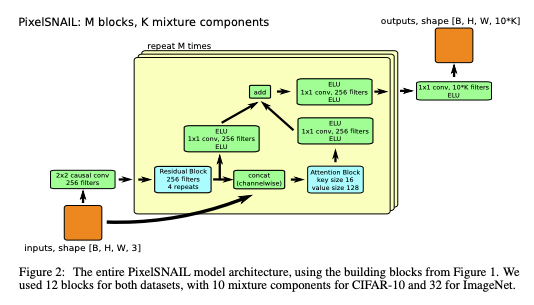 PixelSNAIL: M blocks, K mixture components
outputs, shape [B, H, W, 10*K]
repeat M times
add
ELU
1x1 conv, 256 filters
ELU
1x1 conv, 10*K filters
ELU
ELU
1x1 conv, 256 filters
ELU
ELU
1x1 conv, 256 filters
ELU
2x2 causal conv
256 filters
Residual Block
256 filters
4 repeats
concat
(channelwise)
Attention Block
key size 16
value size 128
inputs, shape [B, H, W, 3]
Figure 2: The entire PixelSNAIL model architecture, using the building blocks from Figure 1. We
used 12 blocks for both datasets, with 10 mixture components for CIFAR-10 and 32 for ImageNet.